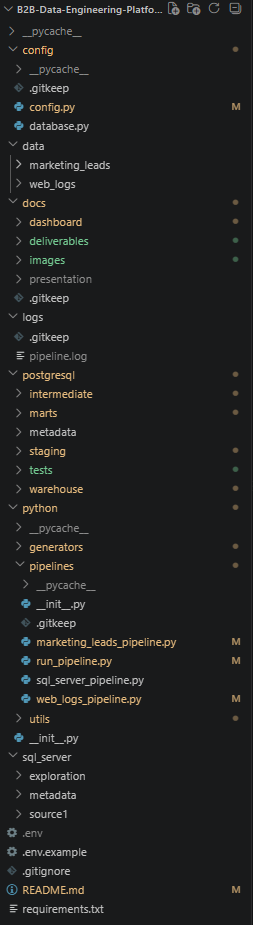 B2B-Data-Engineering-Platfo...
__pycache__
config
__pycache__
.gitkeep
config.py M
database.py
data
marketing_leads
web_logs
docs
dashboard
deliverables
images
presentation
.gitkeep
logs
.gitkeep
pipeline.log
postgresql
intermediate
marts
metadata
staging
tests
warehouse
python
__pycache__
generators
pipelines
__pycache__
__init__.py
.gitkeep
marketing_leads_pipeline.py M
run_pipeline.py M
sql_server_pipeline.py
web_logs_pipeline.py M
utils
__init__.py
sql_server
exploration
metadata
source1
.env
.env.example
.gitignore
README.md M
requirements.txt